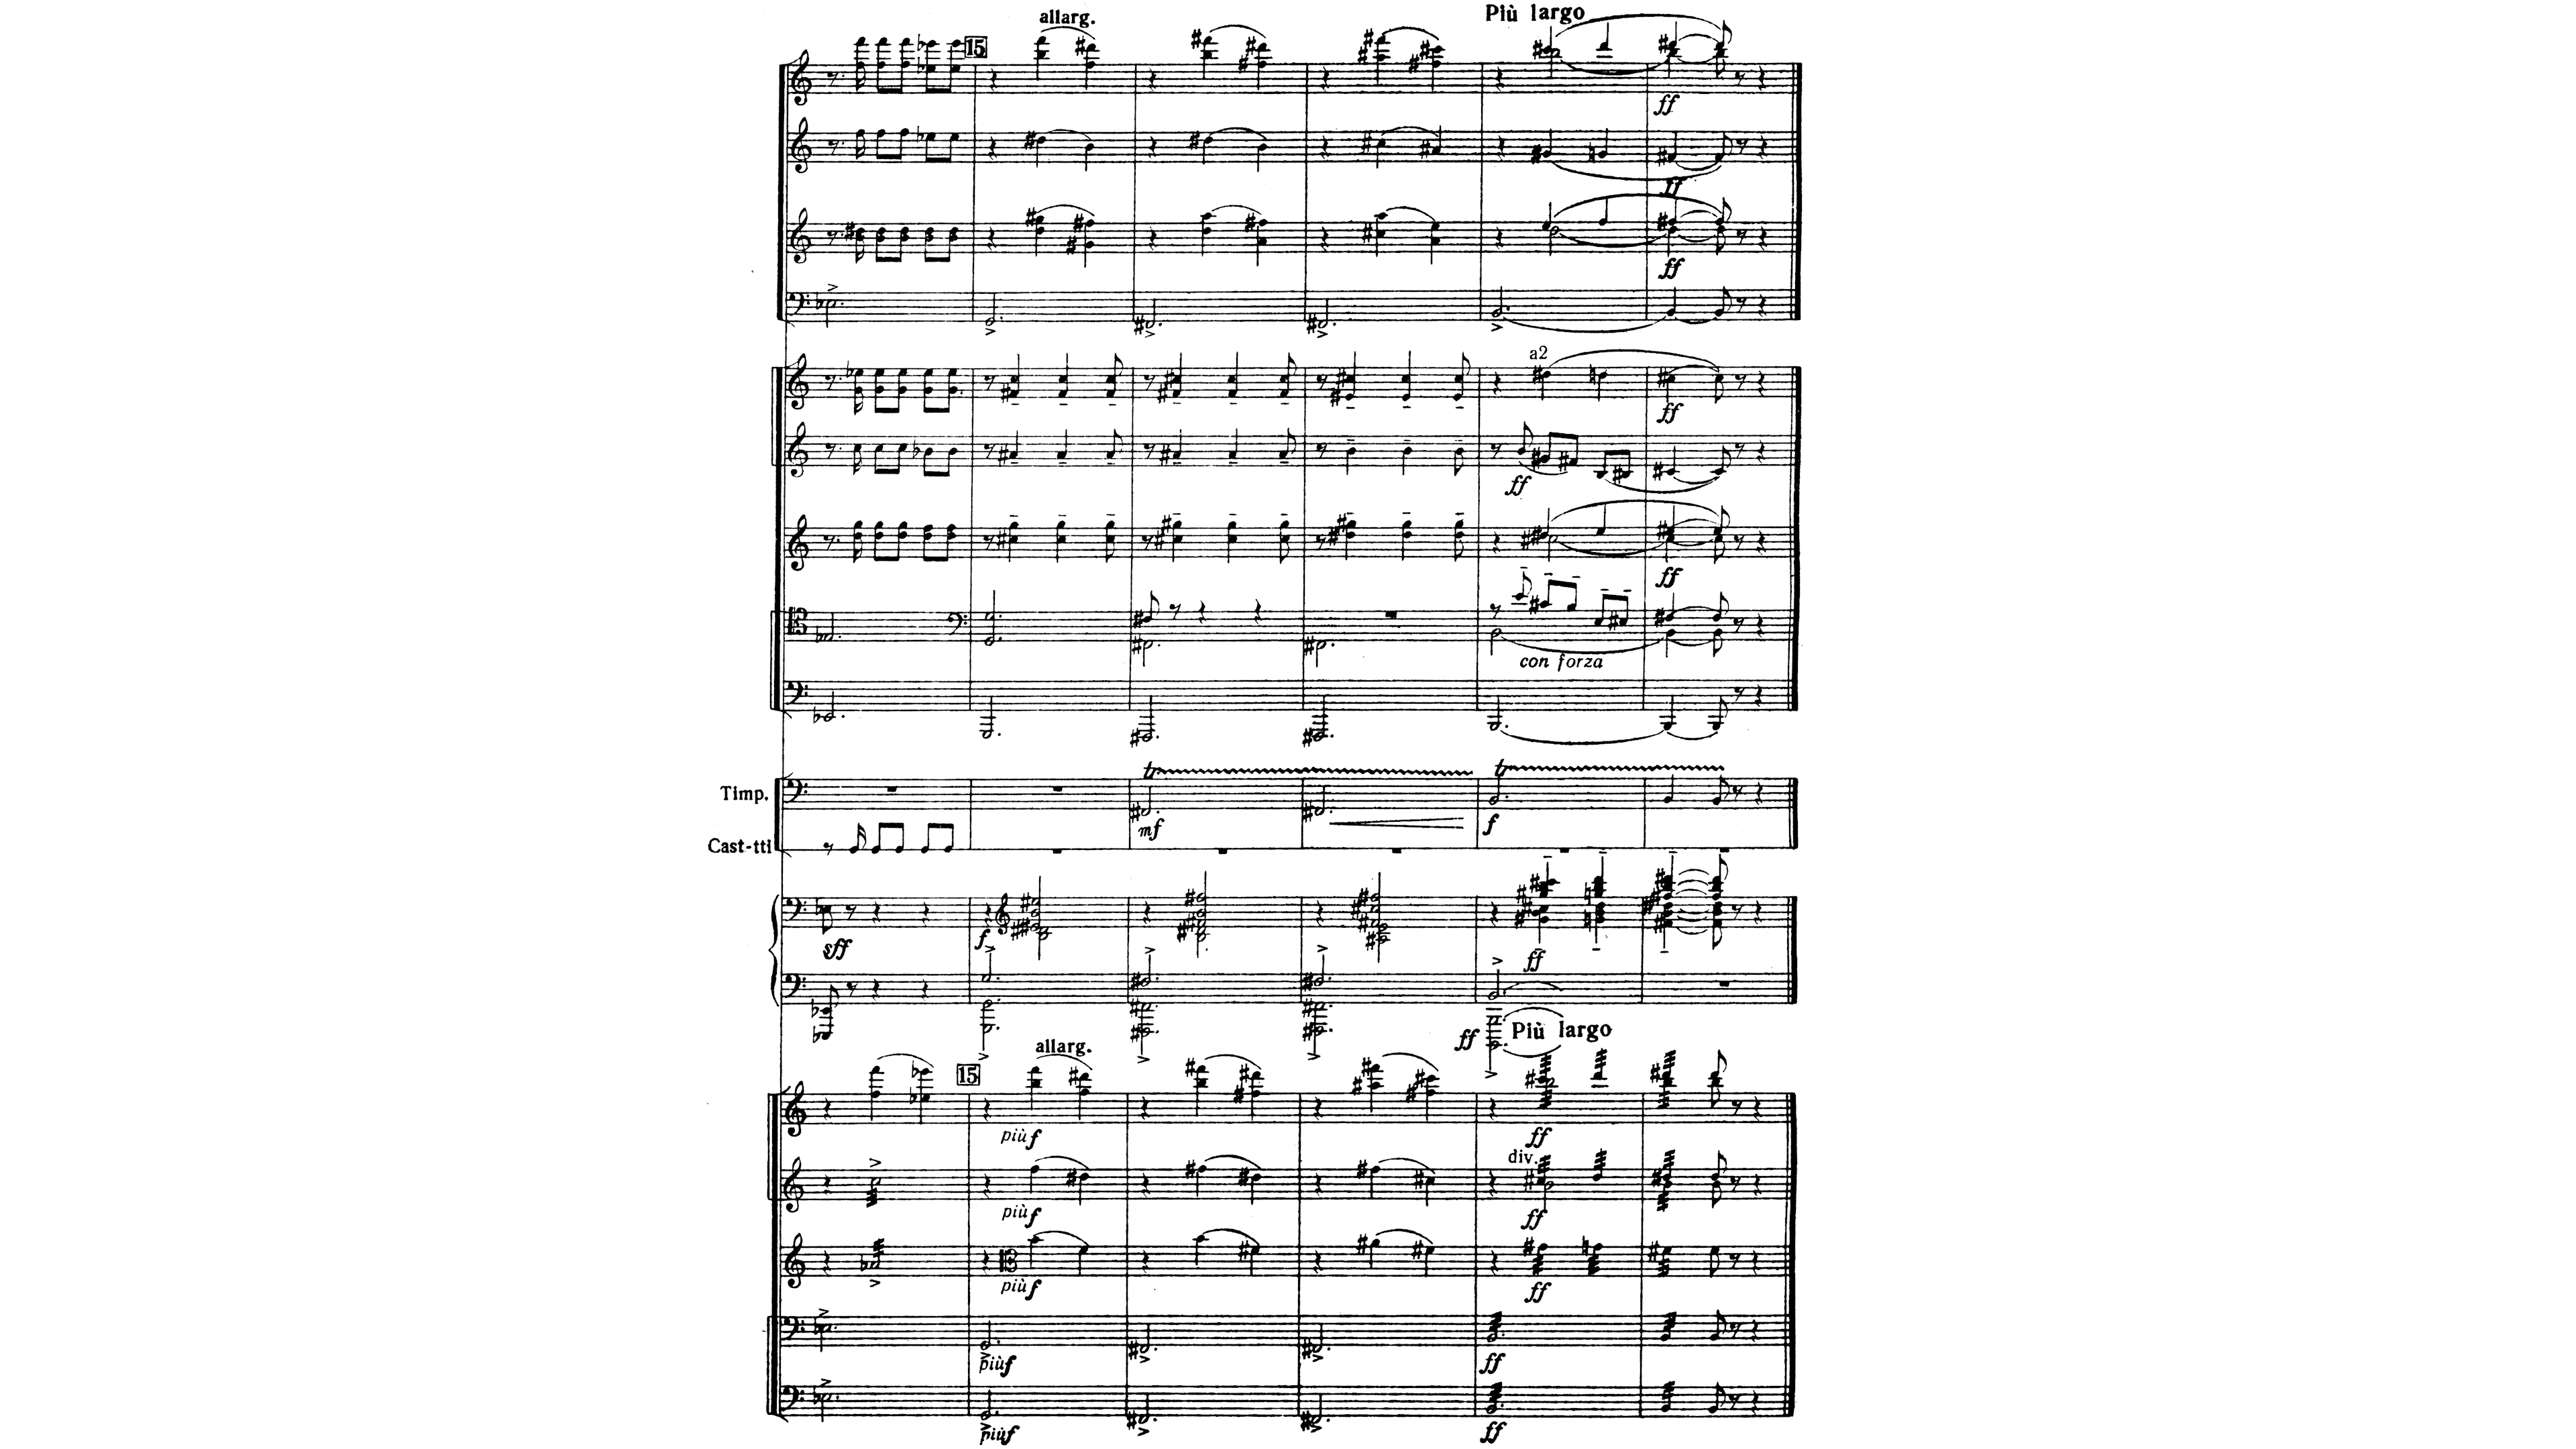 allarg.
Più largo
15
ff
ff
ff
a2
ff
ff
ff
con forza
Timp.
mf
f
Cast-tti
sff
f
ff
ff
Più largo
allarg.
15
più f
ff
div.
più f
ff
più f
ff
più f
ff
più f
ff